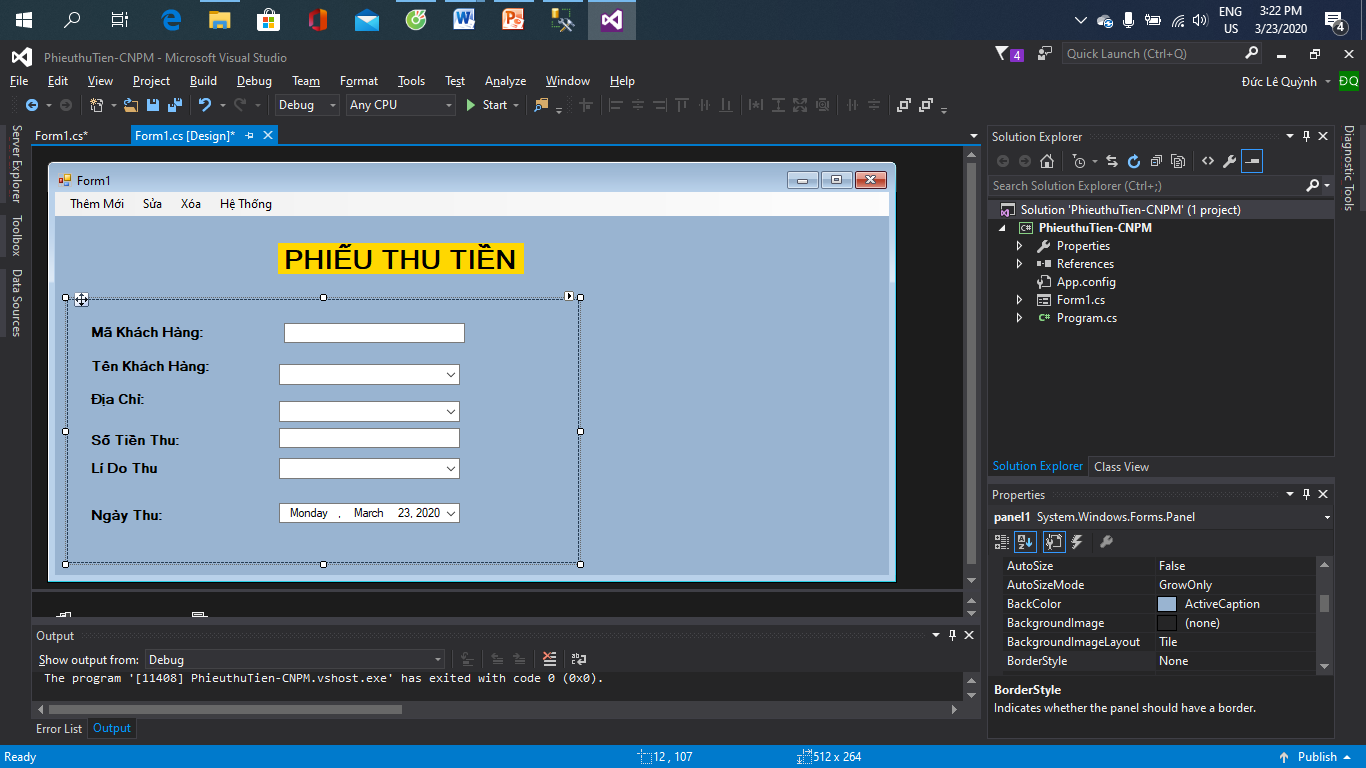 ENG
US
3:22 PM
3/23/2020
4
PhieuthuTien-CNPM - Microsoft Visual Studio
4
Quick Launch (Ctrl+Q)
File Edit View Project Build Debug Team Format Tools Test Analyze Window Help
Đức Lê Quỳnh
ĐQ
Debug Any CPU Start
Server Explorer
Toolbox
Data Sources
Form1.cs* Form1.cs [Design]*
Form1
Thêm Mới Sửa Xóa Hệ Thống
PHIẾU THU TIỀN
Mã Khách Hàng:
Tên Khách Hàng:
Địa Chỉ:
Số Tiền Thu:
Lí Do Thu
Ngày Thu: Monday , March 23, 2020
Output
Show output from: Debug
The program '[11408] PhieuthuTien-CNPM.vshost.exe' has exited with code 0 (0x0).
Error List Output
Solution Explorer
Search Solution Explorer (Ctrl+;)
Solution 'PhieuthuTien-CNPM' (1 project)
PhieuthuTien-CNPM
Properties
References
App.config
Form1.cs
Program.cs
Solution Explorer Class View
Diagnostic Tools
Properties
panel1 System.Windows.Forms.Panel
AutoSize False
AutoSizeMode GrowOnly
BackColor ActiveCaption
BackgroundImage (none)
BackgroundImageLayout Tile
BorderStyle None
BorderStyle
Indicates whether the panel should have a border.
Ready 12 , 107 512 x 264 Publish